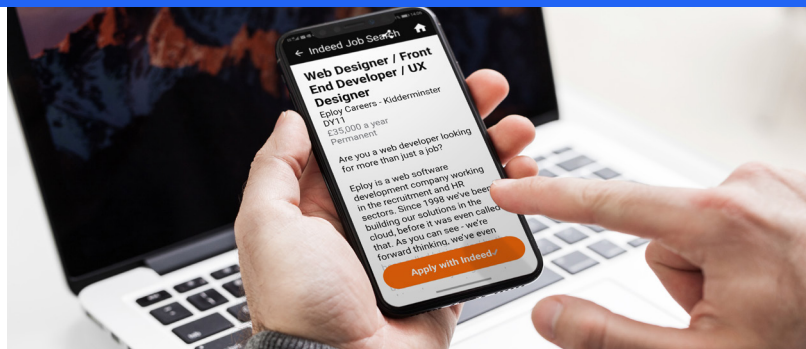 Indeed Job Search
Web Designer / Front
End Developer / UX
Designer
Eploy Careers - Kidderminster
DY11
£35,000 a year
Permanent
Are you a web developer looking
for more than just a job?
Eploy is a web software
development company working
in the recruitment and HR
sectors. Since 1998 we've been
building our solutions in the
cloud, before it was even called
that. As you can see - we're
forward thinking, we've even
Apply with Indeed